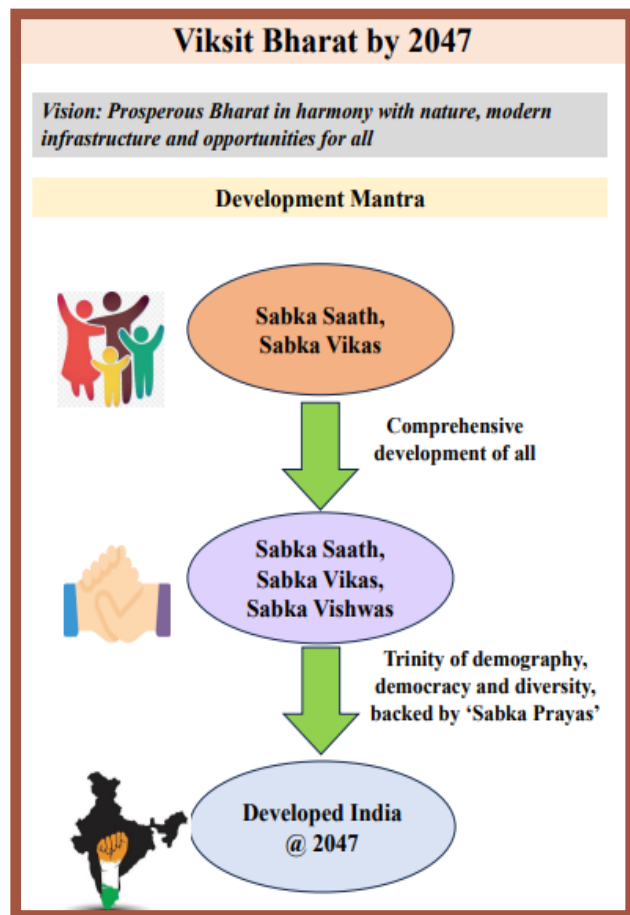 Viksit Bharat by 2047
Vision: Prosperous Bharat in harmony with nature, modern
infrastructure and opportunities for all
Development Mantra
Sabka Saath,
Sabka Vikas
Comprehensive
development of all
Sabka Saath,
Sabka Vikas,
Sabka Vishwas
Trinity of demography,
democracy and diversity,
backed by ‘Sabka Prayas’
Developed India
@ 2047